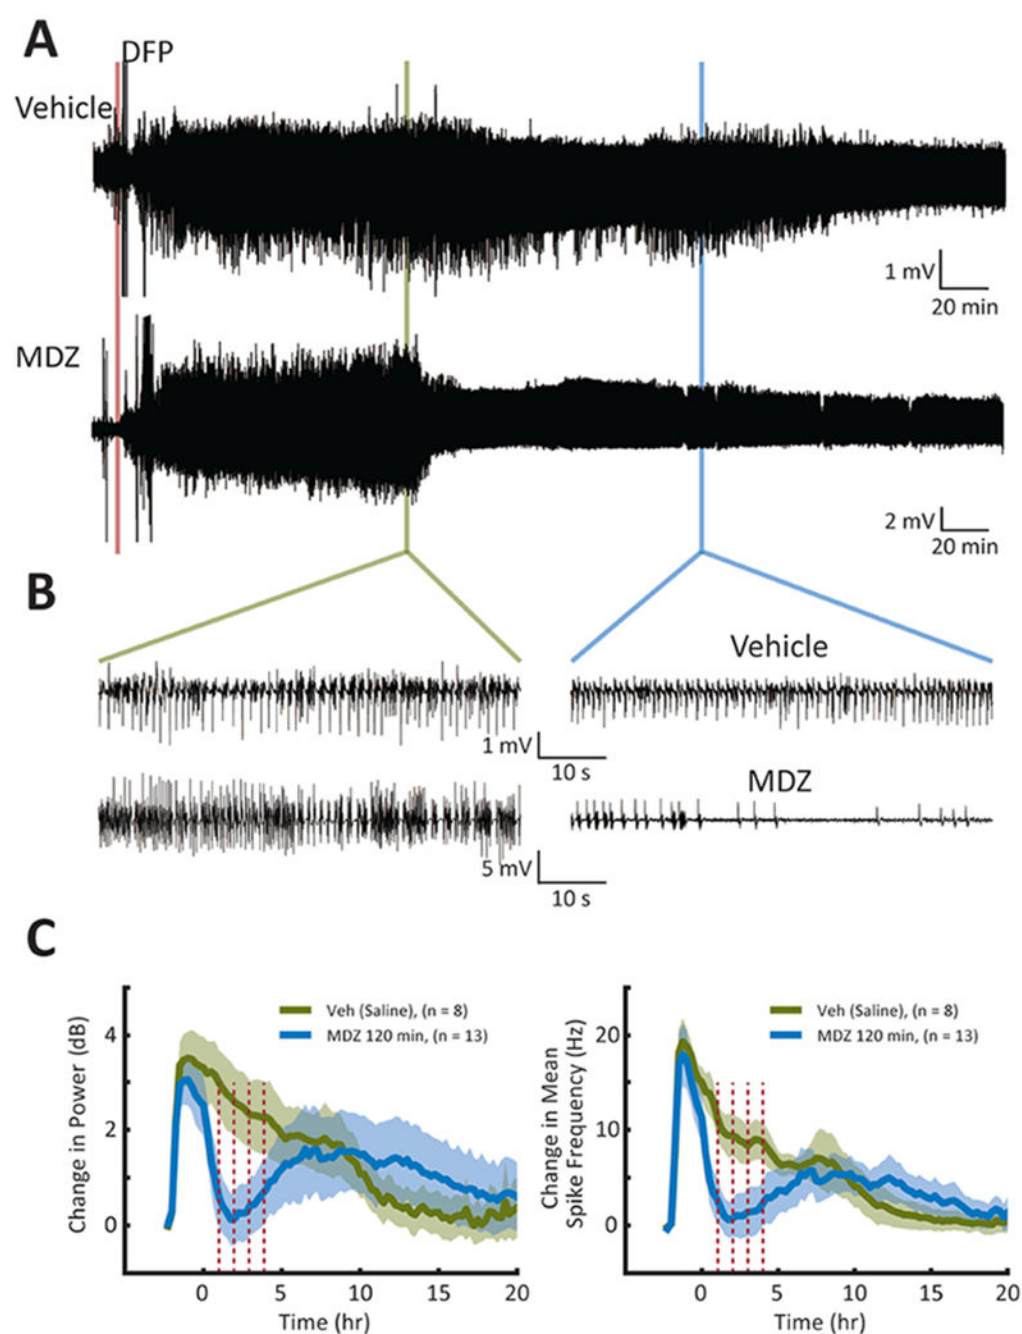 A
DFP
Vehicle
1 mV
20 min
MDZ
2 mV
20 min
B
Vehicle
1 mV
10 s
MDZ
5 mV
10 s
C
Change in Power (dB)
4
2
0
Veh (Saline), (n = 8)
MDZ 120 min, (n = 13)
0 5 10 15 20
Time (hr)
Change in Mean
Spike Frequency (Hz)
20
10
0
Veh (Saline), (n = 8)
MDZ 120 min, (n = 13)
0 5 10 15 20
Time (hr)